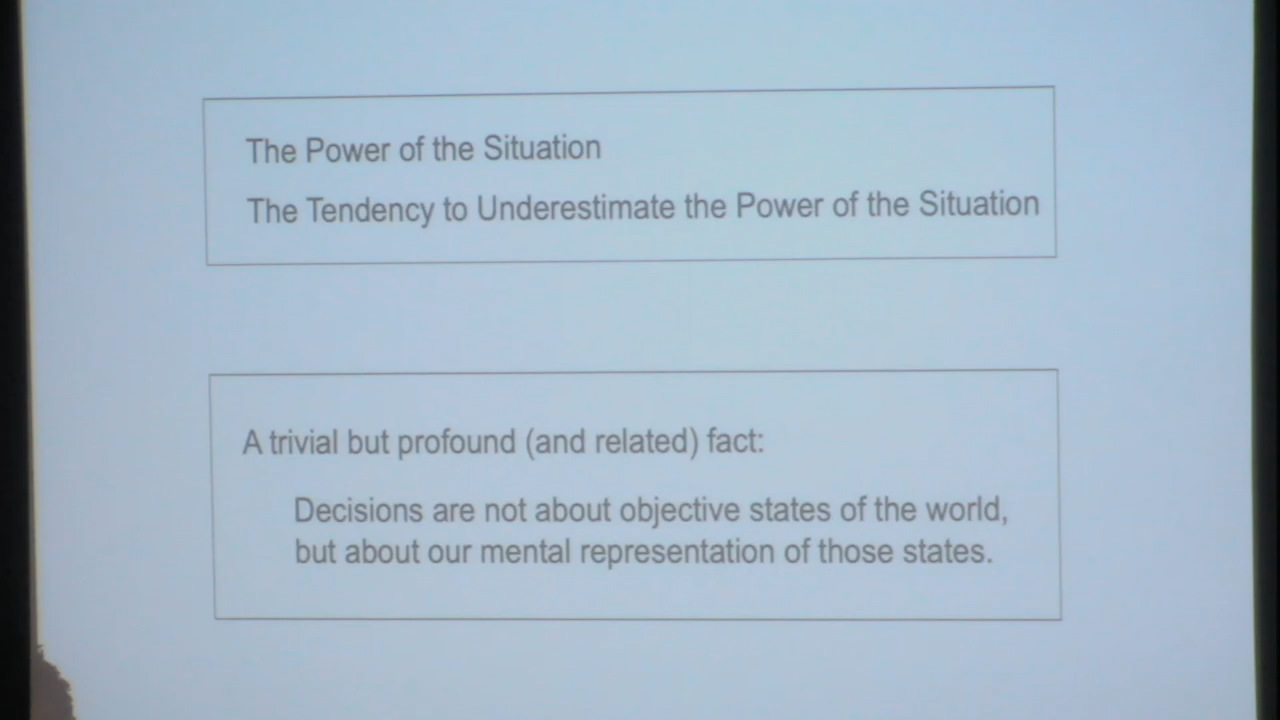 The Power of the Situation
The Tendency to Underestimate the Power of the Situation
A trivial but profound (and related) fact:
Decisions are not about objective states of the world,
but about our mental representation of those states.